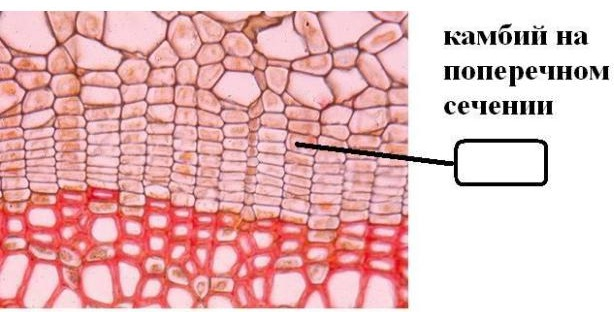 камбий на
поперечном
сечении